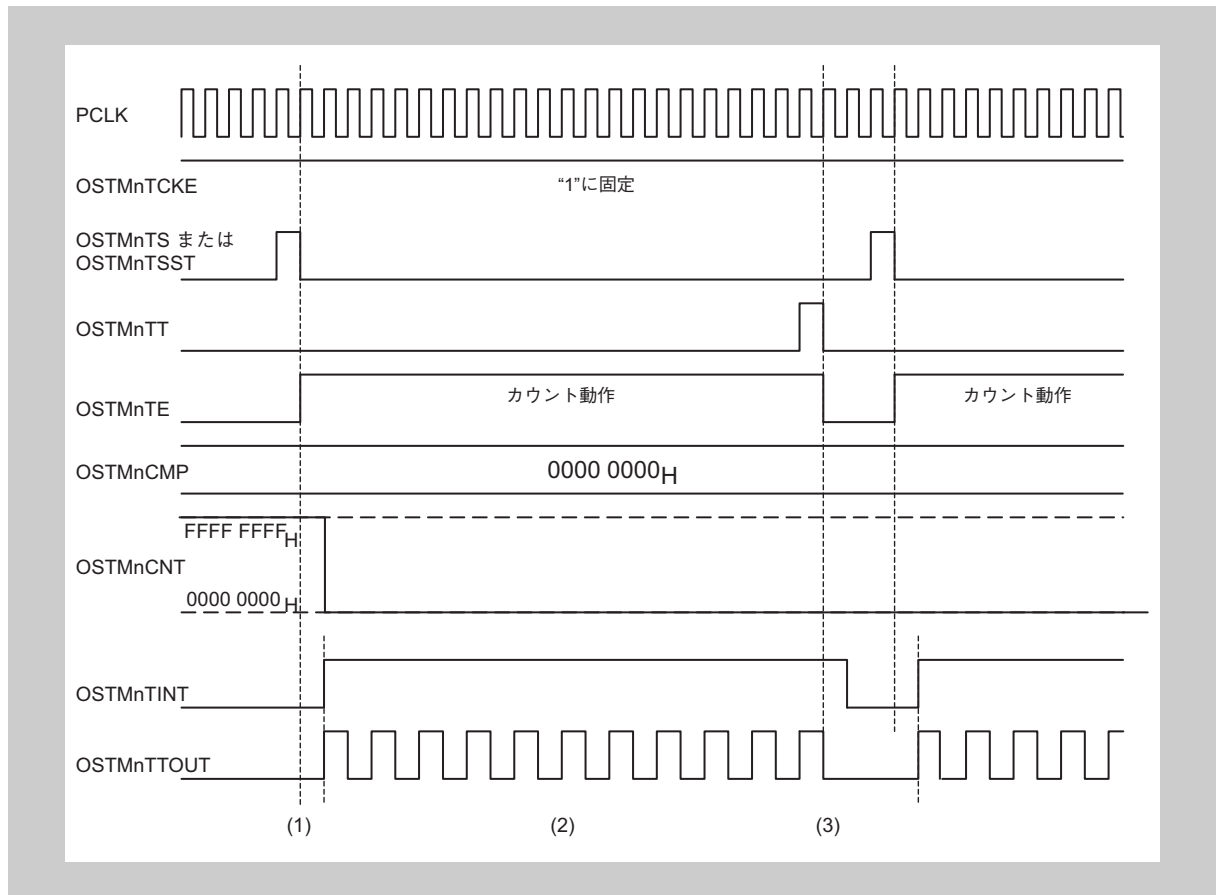 PCLK
OSTMnTCKE
“1”に固定
OSTMnTS または
OSTMnTSST
OSTMnTT
OSTMnTE
カウント動作
カウント動作
OSTMnCMP
0000 0000H
FFFF FFFFH
OSTMnCNT
0000 0000H
OSTMnTINT
OSTMnTTOUT
(1)
(2)
(3)